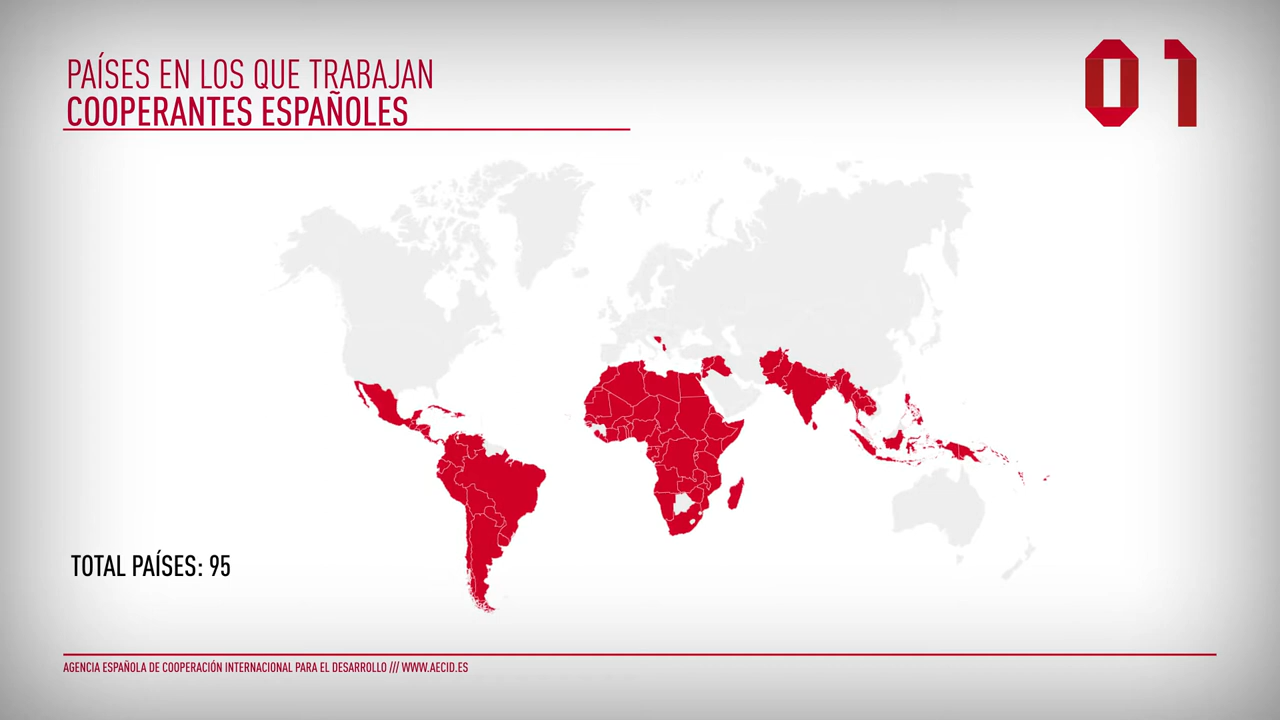 PAÍSES EN LOS QUE TRABAJAN
COOPERANTES ESPAÑOLES
01
TOTAL PAÍSES: 95
AGENCIA ESPAÑOLA DE COOPERACIÓN INTERNACIONAL PARA EL DESARROLLO /// WWW.AECID.ES